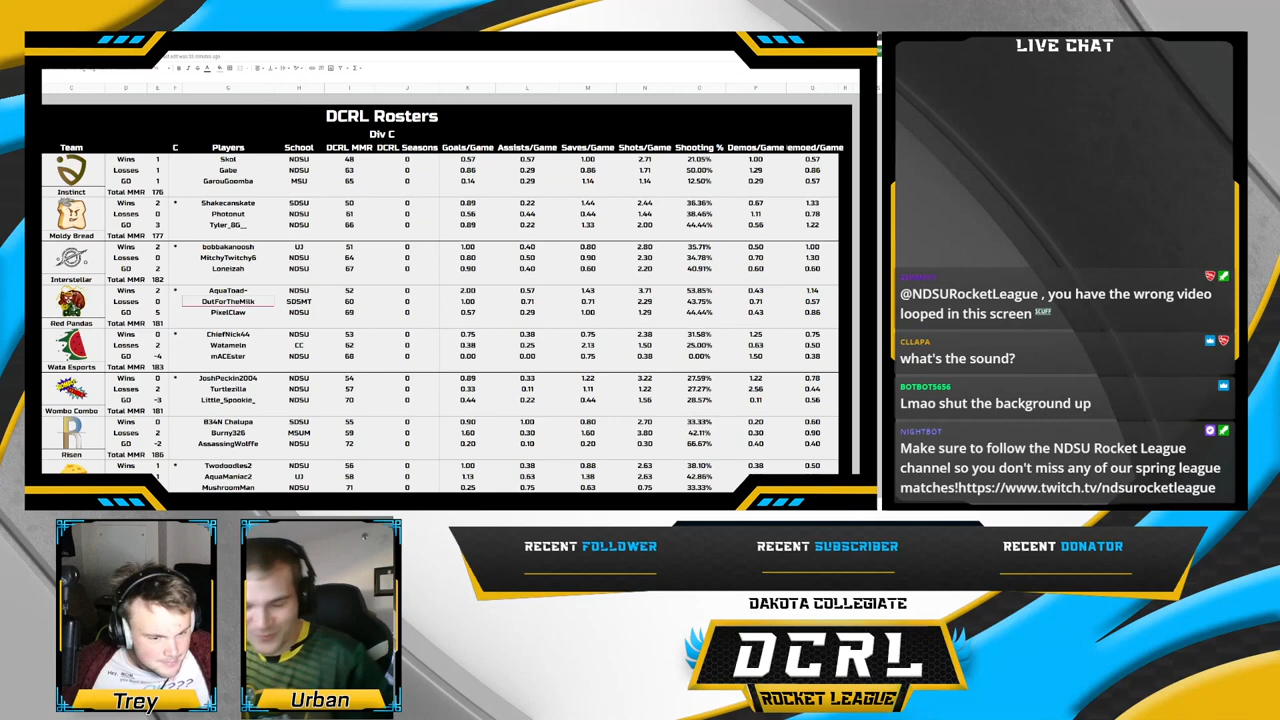 LIVE CHAT
DCRL Rosters
Div C
Team C Players School DCRL MMR DCRL Seasons Goals/Game Assists/Game Saves/Game Shots/Game Shooting % Demos/Game emoed/Game
Wins 1 Skol NDSU 48 0 0.57 0.57 1.00 2.71 21.05% 1.00 0.57
Losses 1 Gabe NDSU 63 0 0.86 0.29 0.86 1.71 50.00% 1.29 0.86
GD 1 GarouGoomba MSU 65 0 0.14 0.29 1.14 1.14 12.50% 0.29 0.57
Instinct Total MMR 176
Wins 2 * Shakecanskate SDSU 50 0 0.89 0.22 1.44 2.44 36.36% 0.67 1.33
Losses 0 Photonut NDSU 61 0 0.56 0.44 0.44 1.44 38.46% 1.11 0.78
GD 3 Tyler_BG__ NDSU 66 0 0.89 0.22 1.33 2.00 44.44% 0.56 1.22
Moldy Bread Total MMR 177
Wins 2 * bobbakanoosh UJ 51 0 1.00 0.40 0.80 2.80 35.71% 0.50 1.00
Losses 0 MitchyTwitchy6 NDSU 64 0 0.80 0.50 0.90 2.30 34.78% 0.70 1.30
GD 2 Loneizah NDSU 67 0 0.90 0.40 0.60 2.20 40.91% 0.60 0.60
Interstellar Total MMR 182
Wins 2 * AquaToad- NDSU 52 0 2.00 0.57 1.43 3.71 53.85% 0.43 1.14
Losses 0 OutForTheMilk SDSMT 60 0 1.00 0.71 0.71 2.29 43.75% 0.71 0.57
GD 5 PixelClaw NDSU 69 0 0.57 0.29 1.00 1.29 44.44% 0.43 0.86
Red Pandas Total MMR 181
Wins 0 * ChiefNick44 NDSU 53 0 0.75 0.38 0.75 2.38 31.58% 1.25 0.75
Losses 2 Watamein CC 62 0 0.38 0.25 2.13 1.50 25.00% 0.63 0.50
GD -4 mACEster NDSU 68 0 0.00 0.00 0.75 0.38 0.00% 1.50 0.38
Wata Esports Total MMR 183
Wins 0 * JoshPeckin2004 NDSU 54 0 0.89 0.33 1.22 3.22 27.59% 1.22 0.78
Losses 2 Turtlezilla NDSU 57 0 0.33 0.11 1.11 1.22 27.27% 2.56 0.44
GD -3 Little_Spookie_ NDSU 70 0 0.44 0.22 0.44 1.56 28.57% 0.11 0.56
Wombo Combo Total MMR 181
Wins 0 B34N Chalupa SDSU 55 0 0.90 1.00 0.80 2.70 33.33% 0.20 0.60
Losses 2 Burny326 MSUM 59 0 1.60 0.30 1.60 3.80 42.11% 0.30 0.90
GD -2 AssassingWolffe NDSU 72 0 0.20 0.10 0.20 0.30 66.67% 0.40 0.40
Risen Total MMR 186
Wins 1 * Twodoodles2 NDSU 56 0 1.00 0.38 0.88 2.63 38.10% 0.38 0.50
1 AquaManiac2 UJ 58 0 1.13 0.63 1.38 2.63 42.86%
MushroomMan NDSU 71 0 0.25 0.75 0.63 0.75 33.33%
@NDSURocketLeague , you have the wrong video
looped in this screen
CLLAPA
what's the sound?
BOTBOT5656
Lmao shut the background up
NIGHTBOT
Make sure to follow the NDSU Rocket League
channel so you don't miss any of our spring league
matches!https://www.twitch.tv/ndsurocketleague
RECENT FOLLOWER RECENT SUBSCRIBER RECENT DONATOR
DAKOTA COLLEGIATE
DCRL
ROCKET LEAGUE
Trey Urban